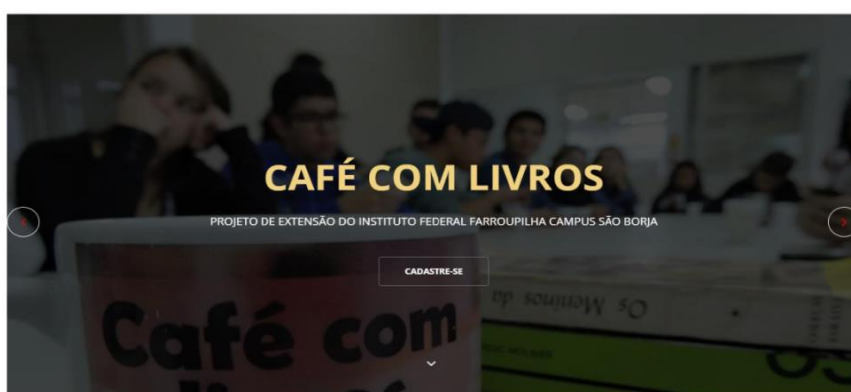 CAFÉ COM LIVROS
PROJETO DE EXTENSÃO DO INSTITUTO FEDERAL FARROUPILHA CAMPUS SÃO BORJA
CADASTRE-SE
Café com
livros
Os Meninos da